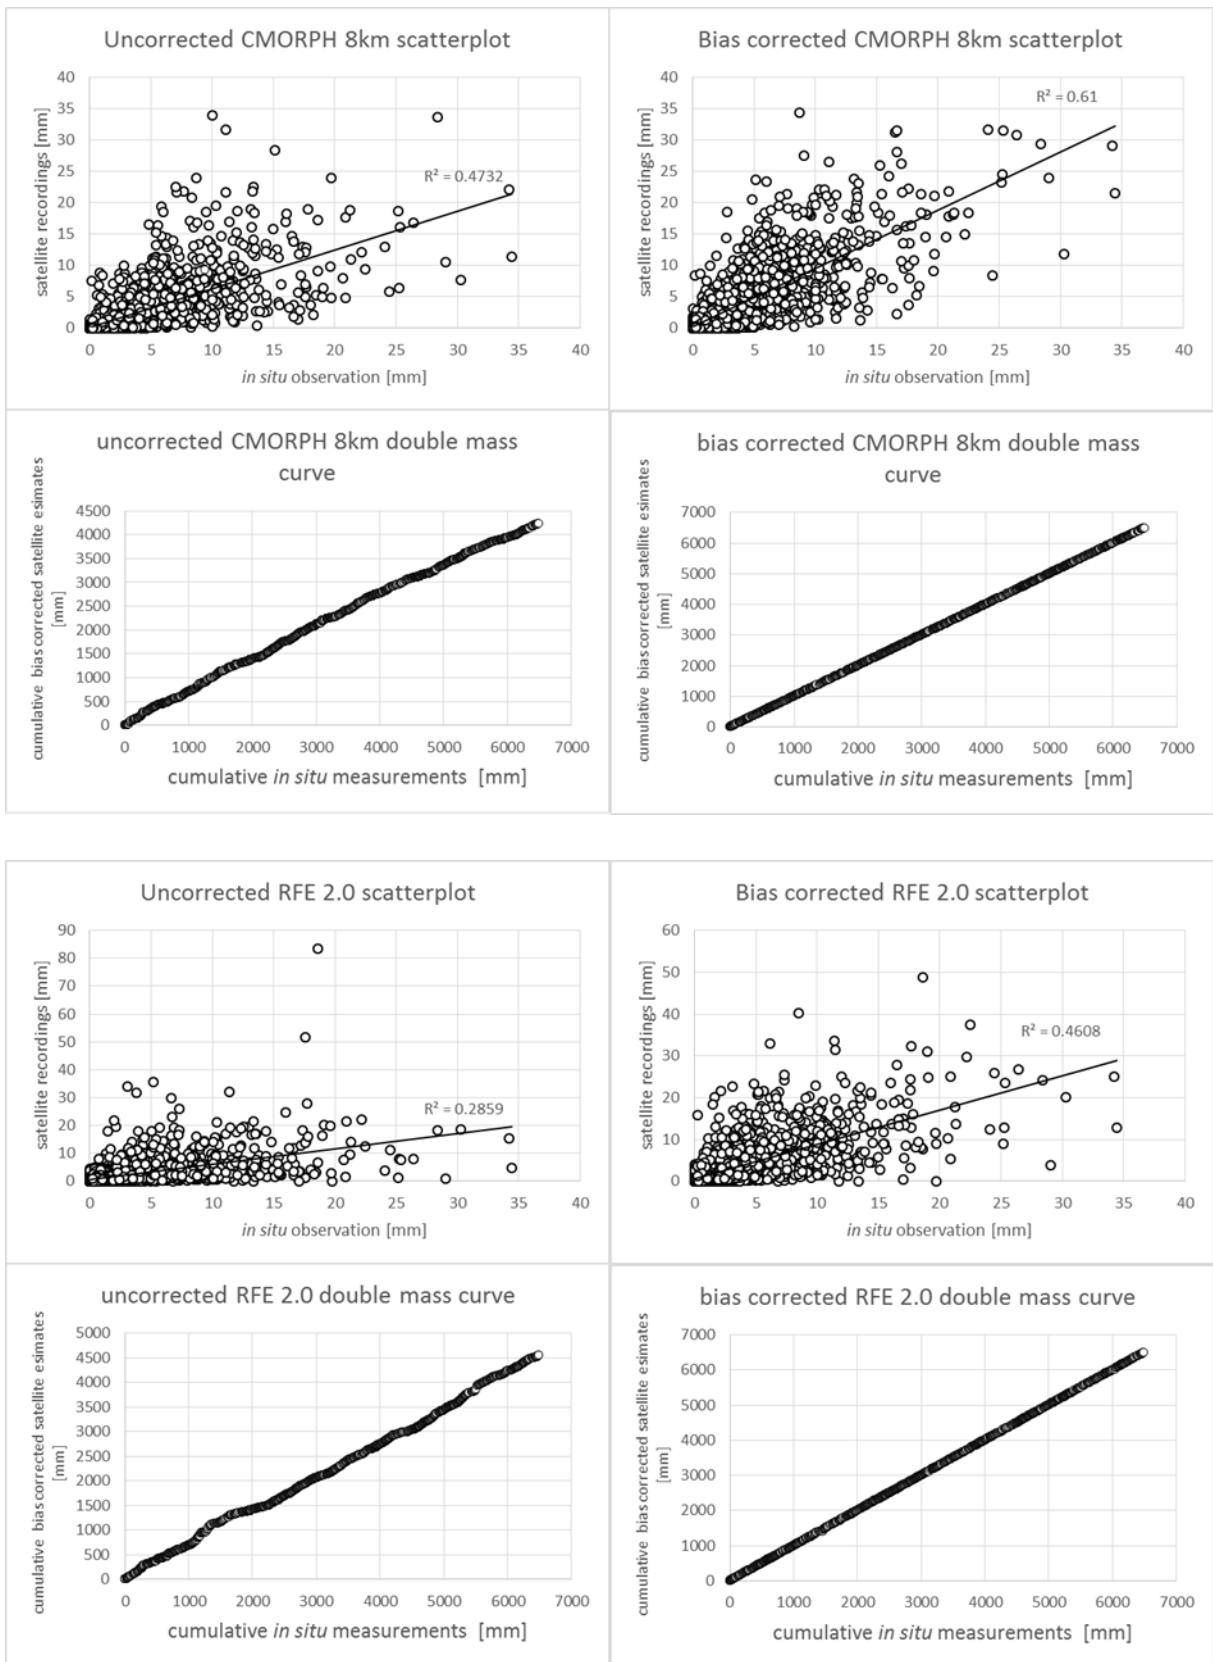 Uncorrected CMORPH 8km scatterplot
satellite recordings [mm]
40
35
30
25
20
15
10
5
0
R² = 0.4732
0 5 10 15 20 25 30 35 40
in situ observation [mm]
Bias corrected CMORPH 8km scatterplot
satellite recordings [mm]
40
35
30
25
20
15
10
5
0
R² = 0.61
0 5 10 15 20 25 30 35 40
in situ observation [mm]
uncorrected CMORPH 8km double mass
curve
cumulative bias corrected satellite esimates
[mm]
4500
4000
3500
3000
2500
2000
1500
1000
500
0
0 1000 2000 3000 4000 5000 6000 7000
cumulative in situ measurements [mm]
bias corrected CMORPH 8km double mass
curve
cumulative bias corrected satellite esimates
[mm]
7000
6000
5000
4000
3000
2000
1000
0
0 1000 2000 3000 4000 5000 6000 7000
cumulative in situ measurements [mm]
Uncorrected RFE 2.0 scatterplot
satellite recordings [mm]
90
80
70
60
50
40
30
20
10
0
R² = 0.2859
0 5 10 15 20 25 30 35 40
in situ observation [mm]
Bias corrected RFE 2.0 scatterplot
satellite recordings [mm]
60
50
40
30
20
10
0
R² = 0.4608
0 5 10 15 20 25 30 35 40
in situ observation [mm]
uncorrected RFE 2.0 double mass curve
cumulative bias corrected satellite esimates
[mm]
5000
4500
4000
3500
3000
2500
2000
1500
1000
500
0
0 1000 2000 3000 4000 5000 6000 7000
cumulative in situ measurements [mm]
bias corrected RFE 2.0 double mass curve
cumulative bias corrected satellite esimates
[mm]
7000
6000
5000
4000
3000
2000
1000
0
0 1000 2000 3000 4000 5000 6000 7000
cumulative in situ measurements [mm]